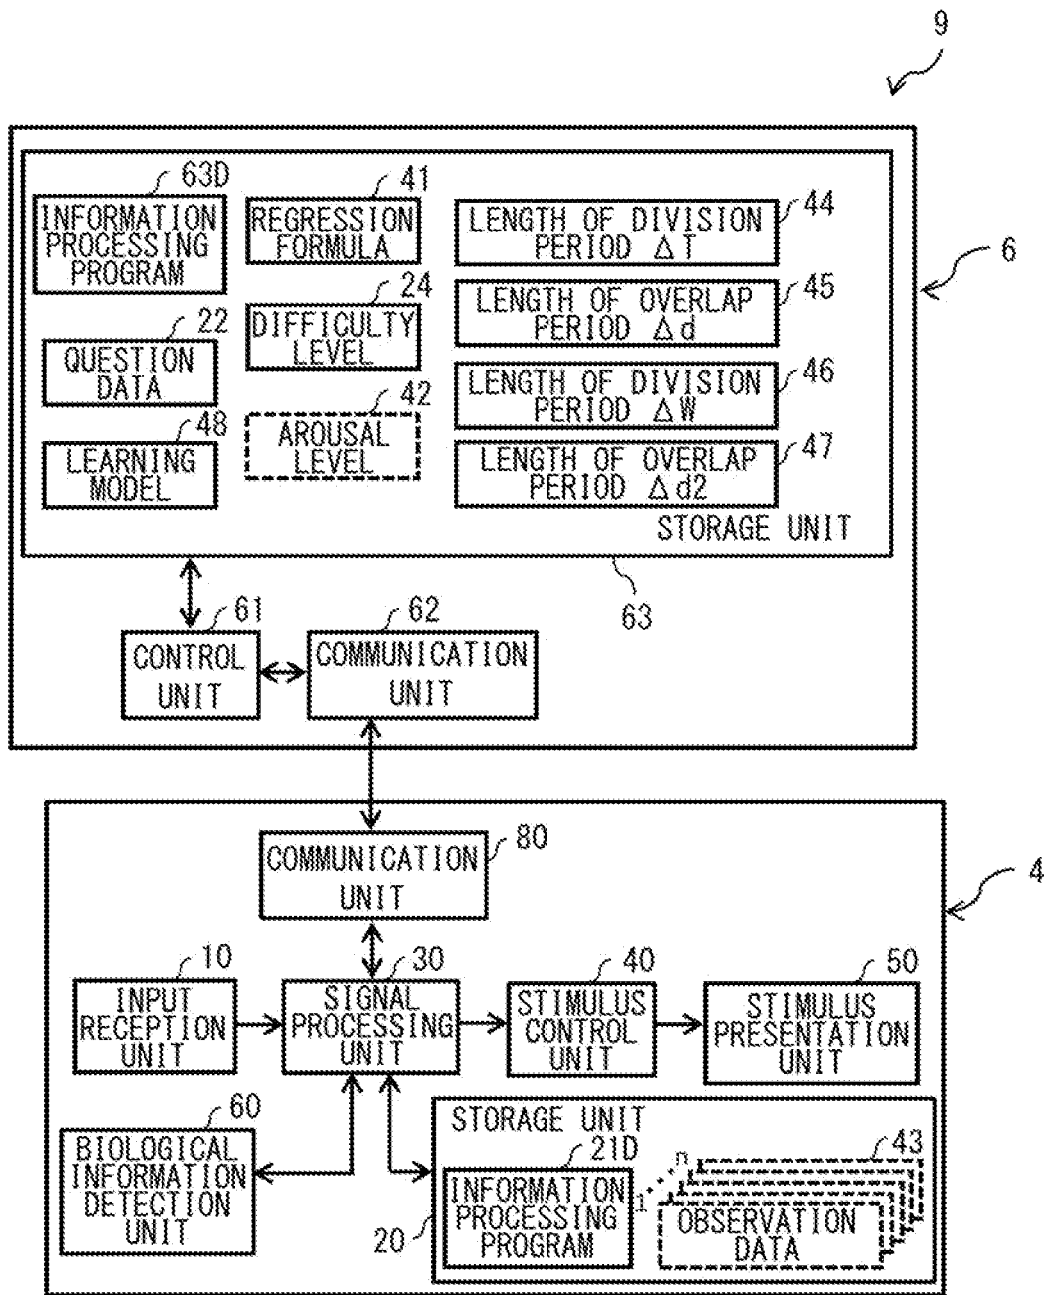 9
63D
INFORMATION
PROCESSING
PROGRAM
41
REGRESSION
FORMULA
LENGTH OF DIVISION
PERIOD ΔT
44
6
22
QUESTION
DATA
24
DIFFICULTY
LEVEL
LENGTH OF OVERLAP
PERIOD Δd
45
48
LEARNING
MODEL
42
AROUSAL
LEVEL
LENGTH OF DIVISION
PERIOD ΔW
46
LENGTH OF OVERLAP
PERIOD Δd2
47
STORAGE UNIT
63
61
CONTROL
UNIT
62
COMMUNICATION
UNIT
COMMUNICATION
UNIT
80
4
10
INPUT
RECEPTION
UNIT
30
SIGNAL
PROCESSING
UNIT
40
STIMULUS
CONTROL
UNIT
50
STIMULUS
PRESENTATION
UNIT
60
BIOLOGICAL
INFORMATION
DETECTION
UNIT
STORAGE UNIT
20
21D
INFORMATION
PROCESSING
PROGRAM
1...n
43
OBSERVATION
DATA